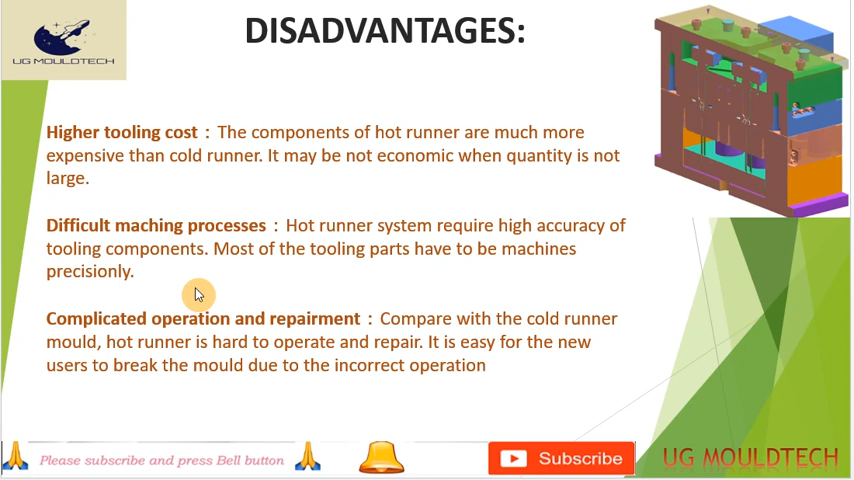 DISADVANTAGES:
UG MOULDTECH
Higher tooling cost : The components of hot runner are much more
expensive than cold runner. It may be not economic when quantity is not
large.
Difficult maching processes : Hot runner system require high accuracy of
tooling components. Most of the tooling parts have to be machines
precisionly.
Complicated operation and repairment : Compare with the cold runner
mould, hot runner is hard to operate and repair. It is easy for the new
users to break the mould due to the incorrect operation
Please subscribe and press Bell button
Subscribe
UG MOULDTECH